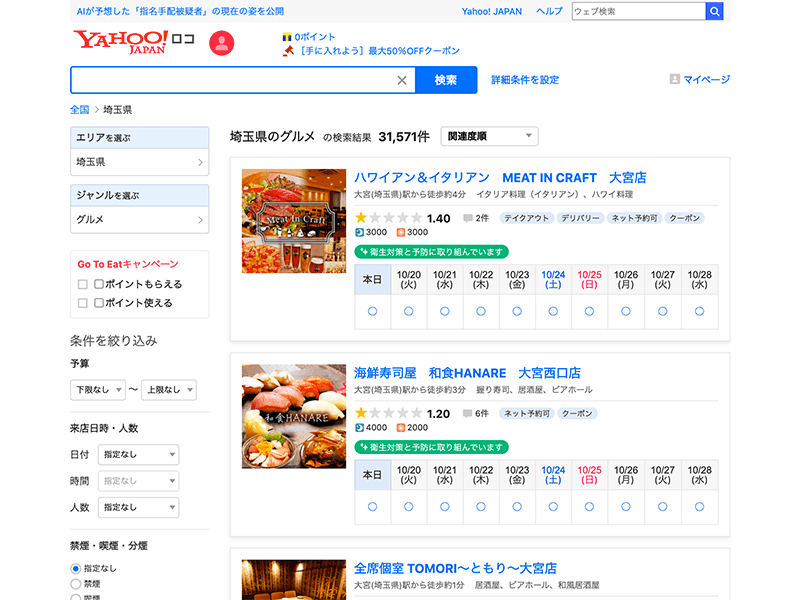 AIが予想した「指名手配被疑者」の現在の姿を公開
Yahoo! JAPAN ヘルプ ウェブ検索
YAHOO! JAPAN ロコ
0ポイント
［手に入れよう］最大50%OFFクーポン
検索 詳細条件を設定 マイページ
全国 > 埼玉県
エリアを選ぶ
埼玉県
ジャンルを選ぶ
グルメ
Go To Eatキャンペーン
ポイントもらえる
ポイント使える
条件を絞り込み
予算
下限なし 〜 上限なし
来店日時・人数
日付 指定なし
時間 指定なし
人数 指定なし
禁煙・喫煙・分煙
指定なし
禁煙
喫煙
埼玉県のグルメ の検索結果 31,571件 関連度順
Meat in Craft
ハワイアン＆イタリアン MEAT IN CRAFT 大宮店
大宮(埼玉県)駅から徒歩約4分 イタリア料理（イタリアン）、ハワイ料理
1.40 2件 テイクアウト デリバリー ネット予約可 クーポン
3000 3000
衛生対策と予防に取り組んでいます
本日 10/20(火) 10/21(水) 10/22(木) 10/23(金) 10/24(土) 10/25(日) 10/26(月) 10/27(火) 10/28(水)
○ ○ ○ ○ ○ ○ ○ ○ ○ ○
和食HANARE
海鮮寿司屋 和食HANARE 大宮西口店
大宮(埼玉県)駅から徒歩約3分 握り寿司、居酒屋、ビアホール
1.20 6件 ネット予約可 クーポン
4000 2000
衛生対策と予防に取り組んでいます
本日 10/20(火) 10/21(水) 10/22(木) 10/23(金) 10/24(土) 10/25(日) 10/26(月) 10/27(火) 10/28(水)
○ ○ ○ ○ ○ ○ ○ ○ ○ ○
全席個室 TOMORI〜ともり〜大宮店
大宮(埼玉県)駅から徒歩約1分 居酒屋、ビアホール、和風居酒屋